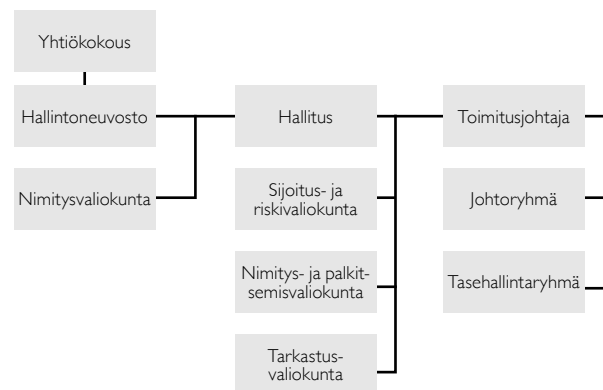 Yhtiökokous
Hallintoneuvosto
Hallitus
Toimitusjohtaja
Nimitysvaliokunta
Sijoitus- ja
riskivaliokunta
Johtoryhmä
Nimitys- ja palkit-
semisvaliokunta
Tasehallintaryhmä
Tarkastus-
valiokunta